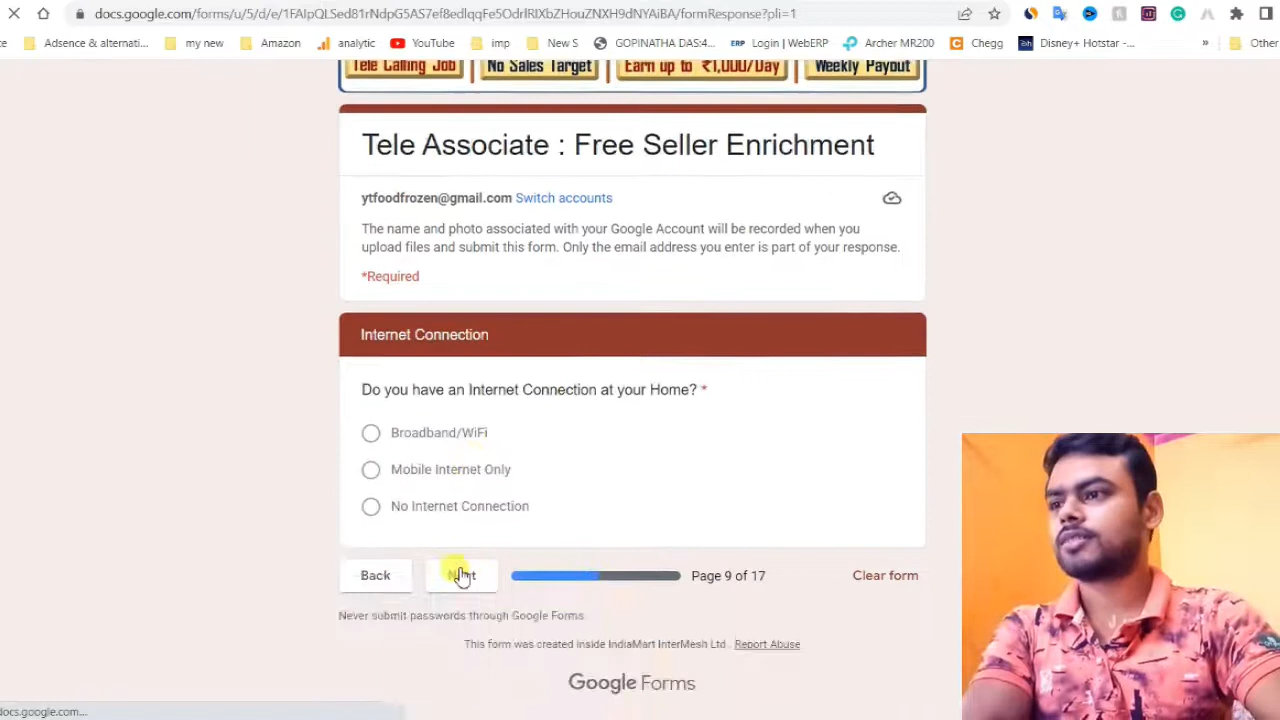 docs.google.com/forms/u/5/d/e/1FAIpQLSed81rNdpG5AS7ef8edlqqFe5OdrlRIXbZHouZNXH9dNYAiBA/formResponse?pli=1
Adsence & alternati... my new Amazon analytic YouTube imp New S GOPINATHA DAS:4... ERP Login | WebERP Archer MR200 Chegg Disney+ Hotstar -... » Other
Tele Calling Job No Sales Target Earn up to ₹1,000/Day Weekly Payout
Tele Associate : Free Seller Enrichment
ytfoodfrozen@gmail.com Switch accounts
The name and photo associated with your Google Account will be recorded when you
upload files and submit this form. Only the email address you enter is part of your response.
*Required
Internet Connection
Do you have an Internet Connection at your Home? *
Broadband/WiFi
Mobile Internet Only
No Internet Connection
Back Next Page 9 of 17 Clear form
Never submit passwords through Google Forms
This form was created inside IndiaMart InterMesh Ltd.. Report Abuse
Google Forms
docs.google.com...